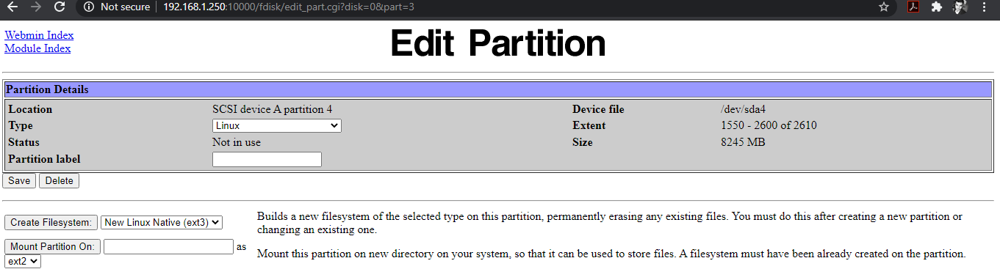 Not secure | 192.168.1.250:10000/fdisk/edit_part.cgi?disk=0&part=3
Webmin Index
Module Index
Edit Partition
Partition Details
Location SCSI device A partition 4 Device file /dev/sda4
Type Linux Extent 1550 - 2600 of 2610
Status Not in use Size 8245 MB
Partition label
Save Delete
Create Filesystem: New Linux Native (ext3)
Builds a new filesystem of the selected type on this partition, permanently erasing any existing files. You must do this after creating a new partition or
changing an existing one.
Mount Partition On: as
ext2
Mount this partition on new directory on your system, so that it can be used to store files. A filesystem must have been already created on the partition.